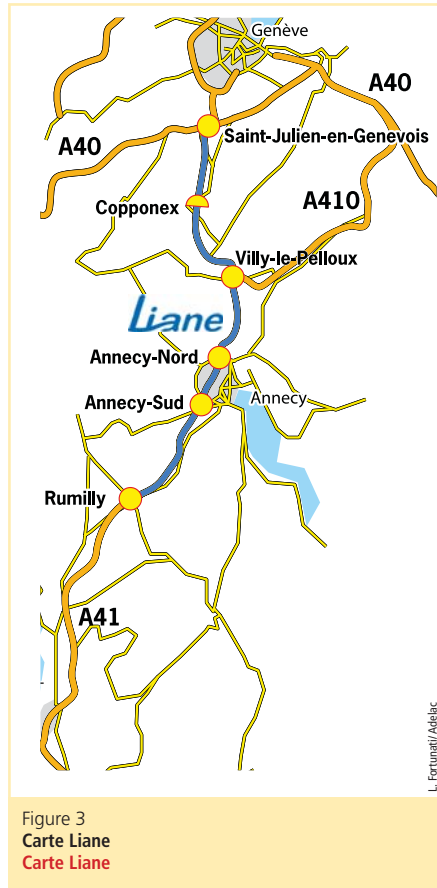 Genève
A40
Saint-Julien-en-Genevois
A40
Copponex
A410
Villy-le-Pelloux
Liane
Annecy-Nord
Annecy-Sud
Annecy
Rumilly
A41
L. Fortunati/Adelac
Figure 3
Carte Liane
Carte Liane